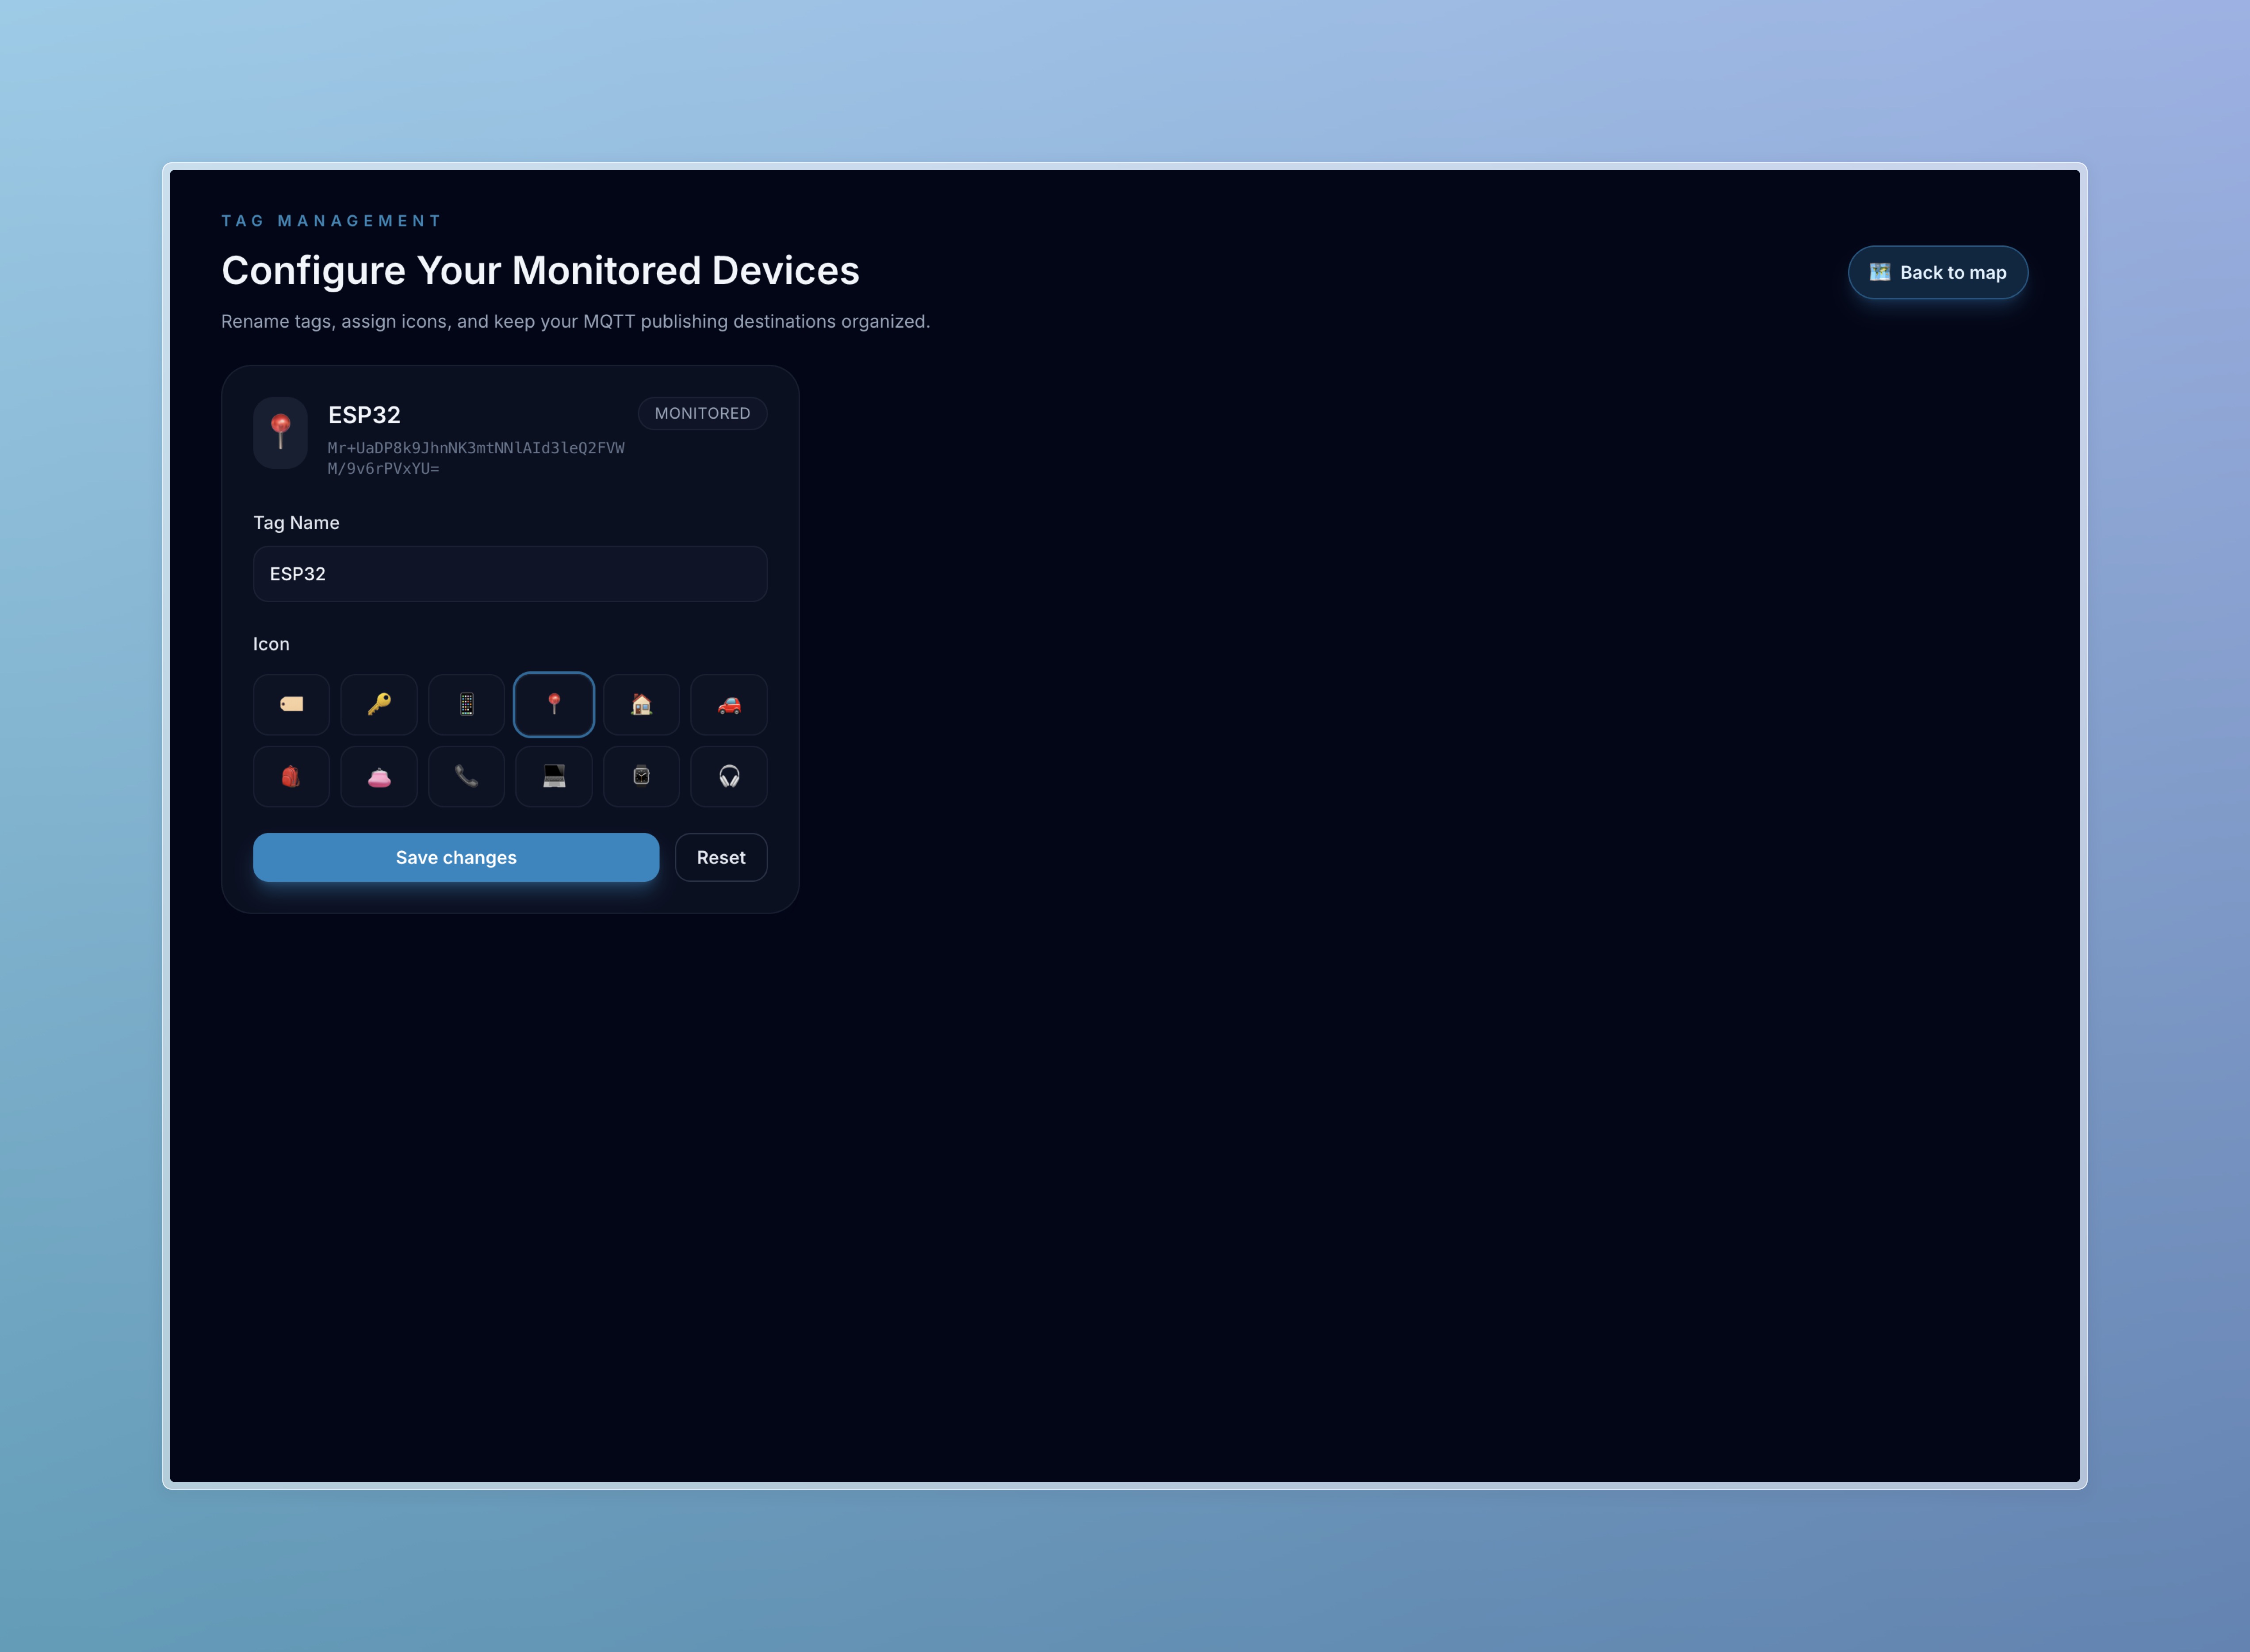 TAG MANAGEMENT
Configure Your Monitored Devices
Back to map
Rename tags, assign icons, and keep your MQTT publishing destinations organized.
ESP32
MONITORED
Mr+UaDP8k9JhnNK3mtNNlAId3leQ2FVW
M/9v6rPVxYU=
Tag Name
ESP32
Icon
Save changes
Reset